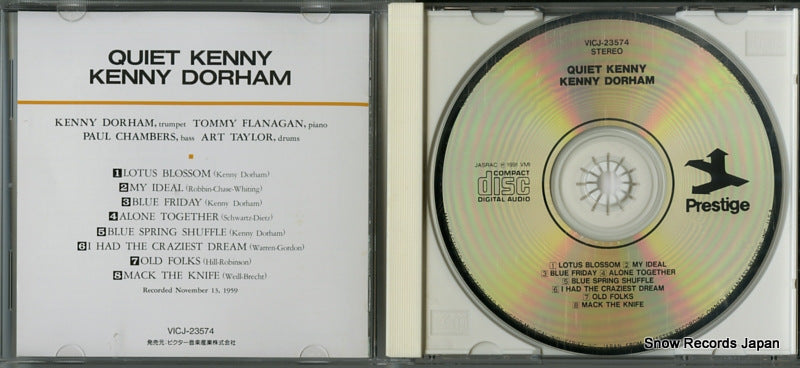 QUIET KENNY
KENNY DORHAM
KENNY DORHAM, trumpet TOMMY FLANAGAN, piano
PAUL CHAMBERS, bass ART TAYLOR, drums
1 LOTUS BLOSSOM (Kenny Dorham)
2 MY IDEAL (Robbin-Chase-Whiting)
3 BLUE FRIDAY (Kenny Dorham)
4 ALONE TOGETHER (Schwartz-Dietz)
5 BLUE SPRING SHUFFLE (Kenny Dorham)
6 I HAD THE CRAZIEST DREAM (Warren-Gordon)
7 OLD FOLKS (Hill-Robinson)
8 MACK THE KNIFE (Weill-Brecht)
Recorded November 13, 1959
VICJ-23574
発売元: ビクター音楽産業株式会社
VICJ-23574
STEREO
QUIET KENNY
KENNY DORHAM
JASRAC Ⓟ 1991 VMI
COMPACT
disc
DIGITAL AUDIO
Prestige
1 LOTUS BLOSSOM 2 MY IDEAL
3 BLUE FRIDAY 4 ALONE TOGETHER
5 BLUE SPRING SHUFFLE
6 I HAD THE CRAZIEST DREAM
7 OLD FOLKS
8 MACK THE KNIFE
Snow Records Japan